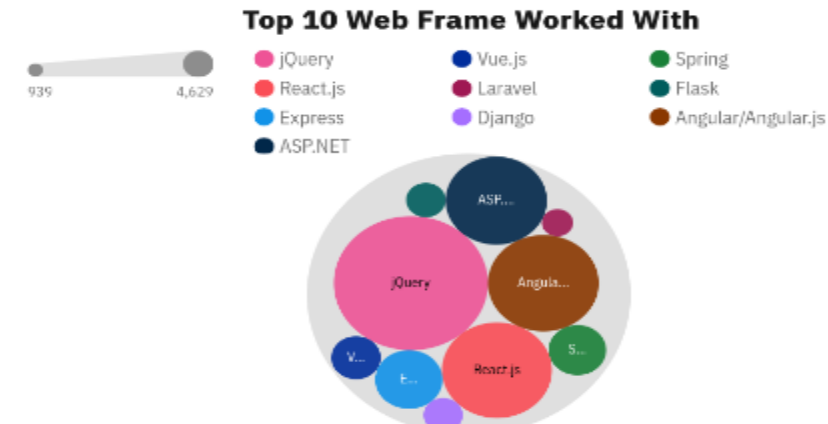 Top 10 Web Frame Worked With
jQuery Vue.js Spring
React.js Laravel Flask
Express Django Angular/Angular.js
ASP.NET
939 4,629
ASP....
jQuery
Angula...
V...
E...
React.js
S...